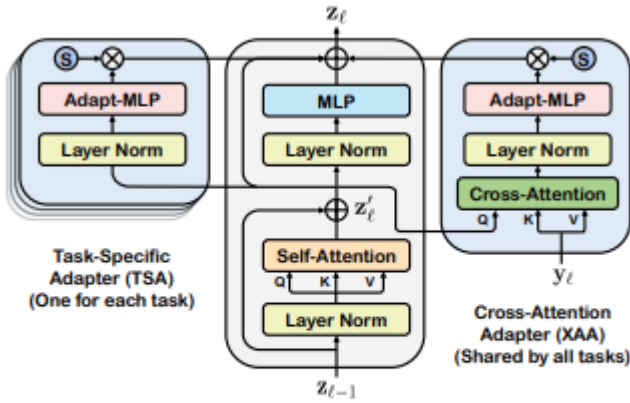 z_ℓ
S
Adapt-MLP
Layer Norm
Task-Specific
Adapter (TSA)
(One for each task)
MLP
Layer Norm
z′_ℓ
Self-Attention
Q K V
Layer Norm
z_{ℓ−1}
S
Adapt-MLP
Layer Norm
Cross-Attention
Q K V
y_ℓ
Cross-Attention
Adapter (XAA)
(Shared by all tasks)